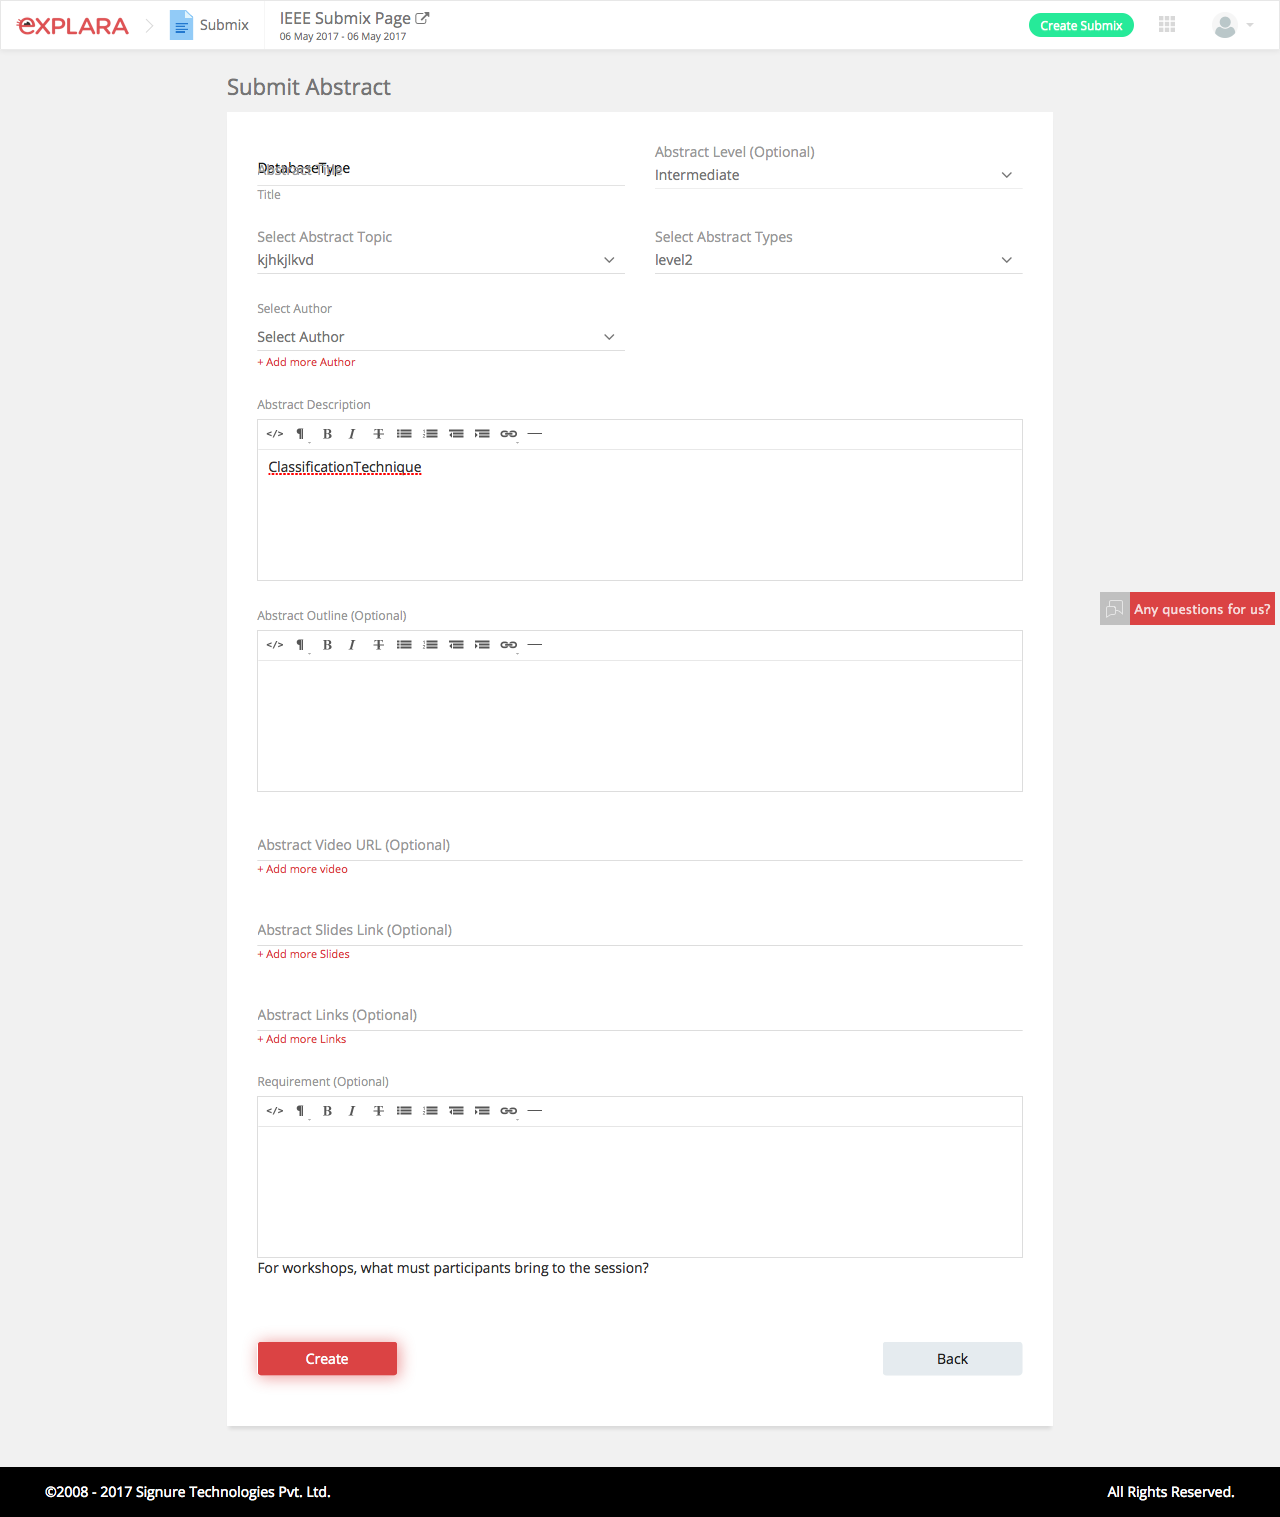 eXPLARA
Submix
IEEE Submix Page
06 May 2017 - 06 May 2017
Create Submix
Submit Abstract
DatabaseType
Abstract Title
Title
Abstract Level (Optional)
Intermediate
Select Abstract Topic
kjhkjlkvd
Select Abstract Types
level2
Select Author
Select Author
+ Add more Author
Abstract Description
</> ¶ B I T
ClassificationTechnique
Any questions for us?
Abstract Outline (Optional)
</> ¶ B I T
Abstract Video URL (Optional)
+ Add more video
Abstract Slides Link (Optional)
+ Add more Slides
Abstract Links (Optional)
+ Add more Links
Requirement (Optional)
</> ¶ B I T
For workshops, what must participants bring to the session?
Create
Back
©2008 - 2017 Signure Technologies Pvt. Ltd.
All Rights Reserved.